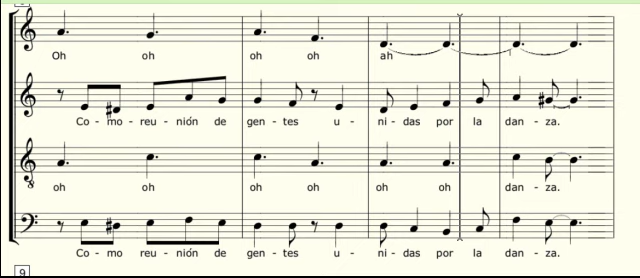 Oh oh oh oh ah
Co - mo - reu - nión de gen - tes u - ni - das por la dan - za.
oh oh oh oh oh oh dan - za.
Co - mo reu - nión de gen - tes u - ni - das por la dan - za.
9